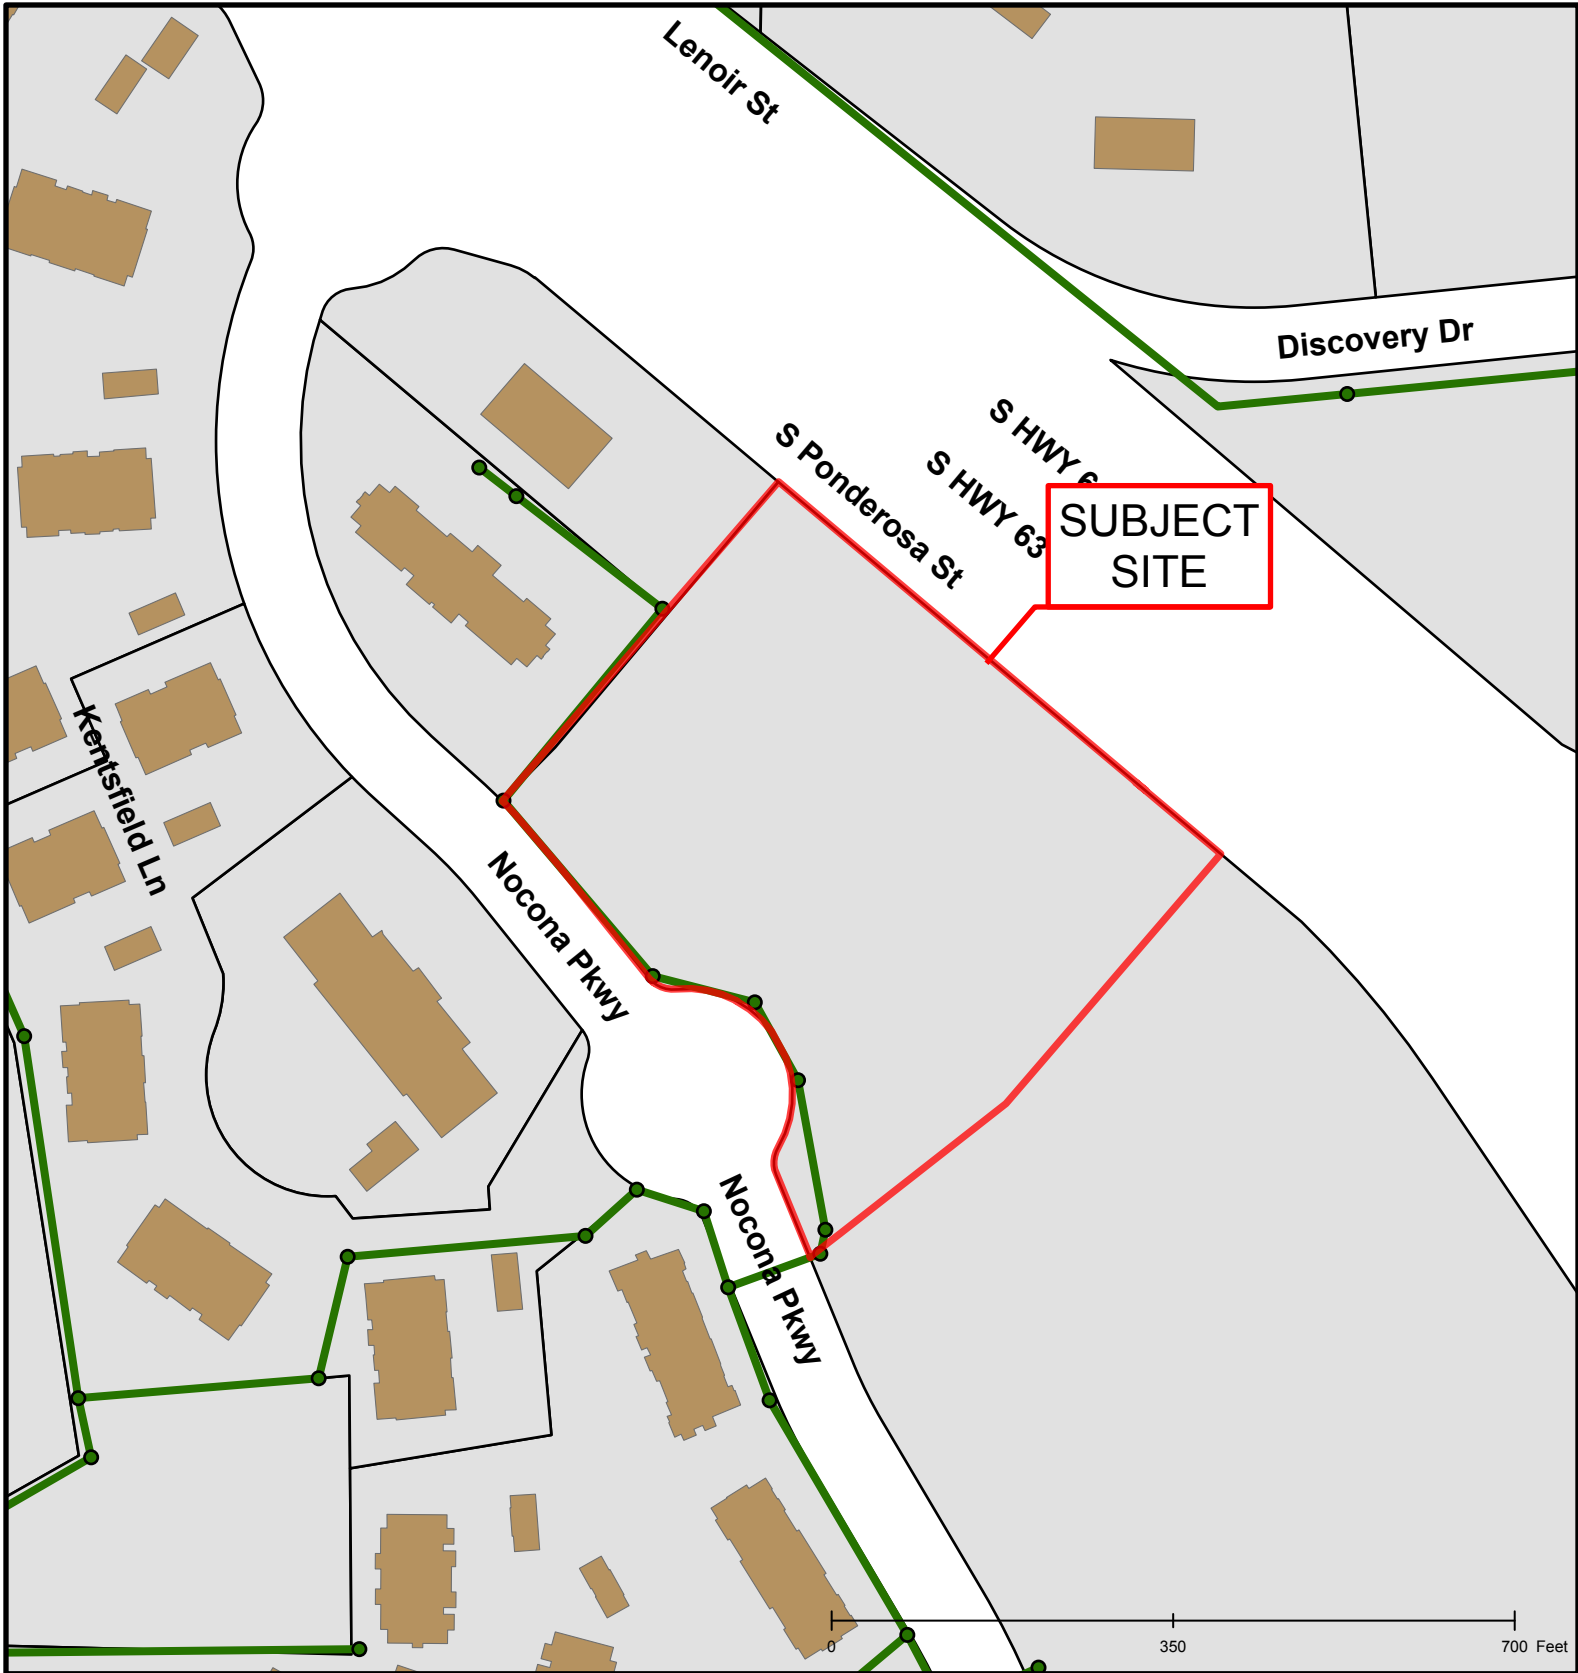 Lenoir St
Discovery Dr
S HWY 6
S HWY 63
S Ponderosa St
SUBJECT
SITE
Kentsfield Ln
Nocona Pkwy
Nocona Pkwy
0 350 700 Feet